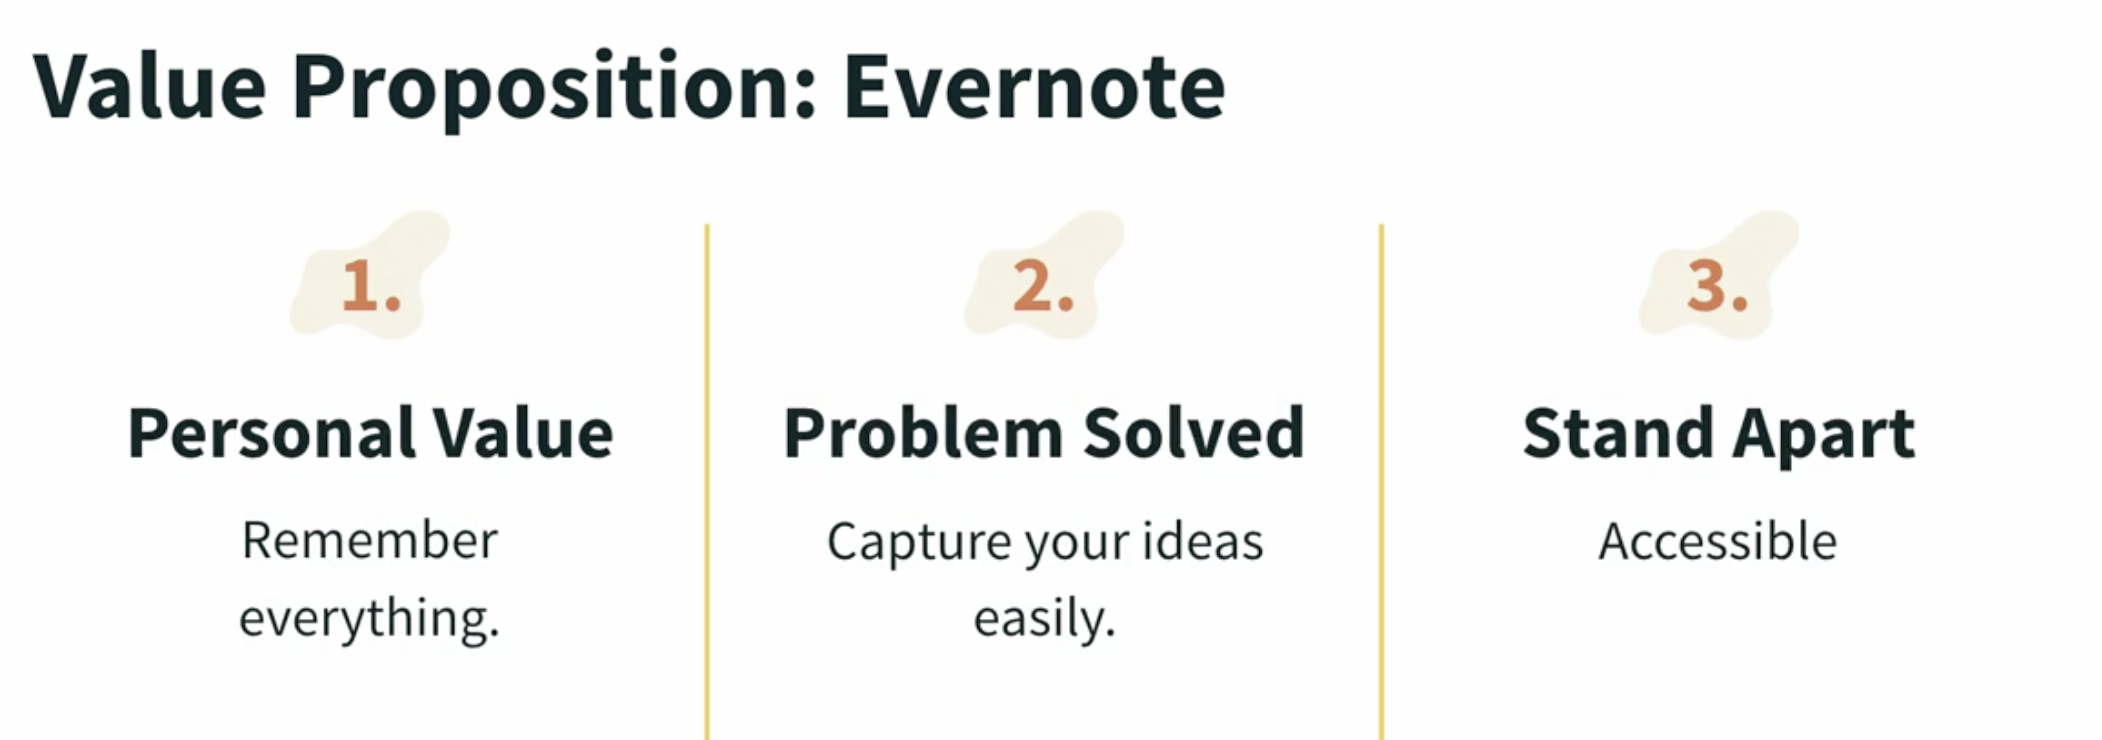 Value Proposition: Evernote
1.
Personal Value
Remember
everything.
2.
Problem Solved
Capture your ideas
easily.
3.
Stand Apart
Accessible